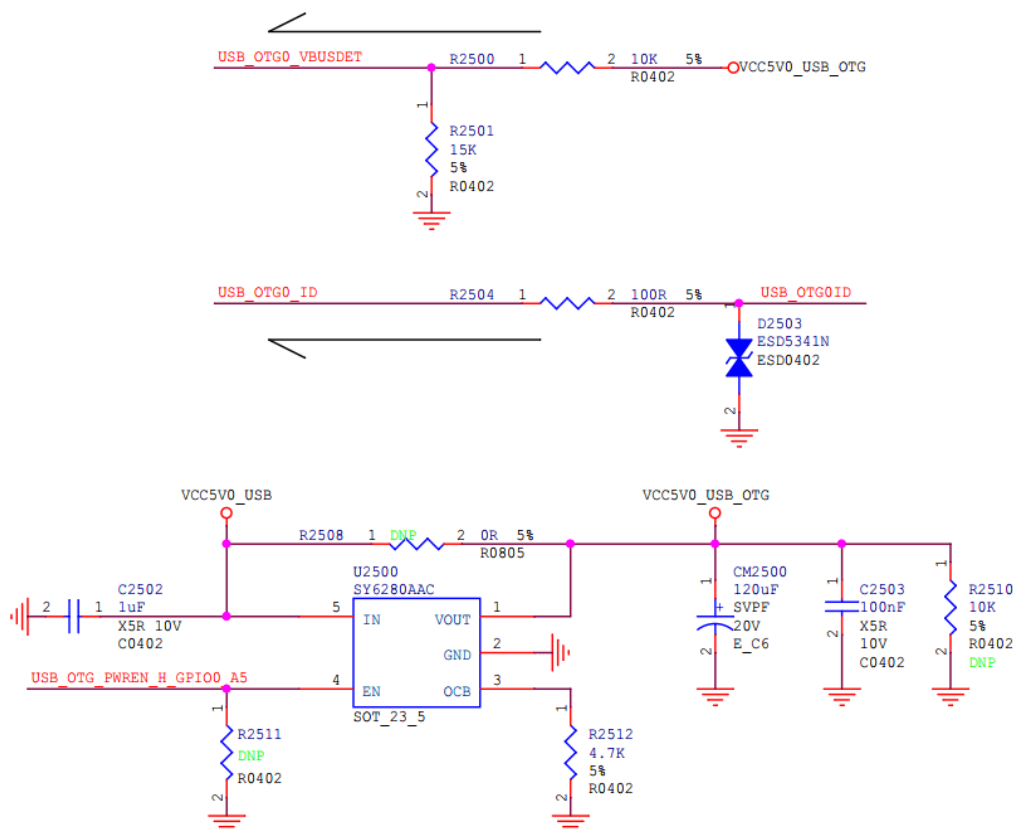 USB_OTG0_VBUSDET
R2500 1 2 10K 5%
R0402
VCC5V0_USB_OTG
1
R2501
15K
5%
R0402
2
USB_OTG0_ID
R2504 1 2 100R 5%
R0402
USB_OTG0ID
1
D2503
ESD5341N
ESD0402
2
VCC5V0_USB
VCC5V0_USB_OTG
R2508 1 DNP 2 0R 5%
R0805
C2502
2 1 1uF
X5R 10V
C0402
U2500
SY6280AAC
5 IN VOUT 1
GND 2
4 EN OCB 3
SOT_23_5
USB_OTG_PWREN_H_GPIO0_A5
1
R2511
DNP
R0402
2
1
R2512
4.7K
5%
R0402
2
1
CM2500
120uF
+ SVPF
20V
E_C6
2
1
C2503
100nF
X5R
10V
C0402
2
1
R2510
10K
5%
R0402
DNP
2